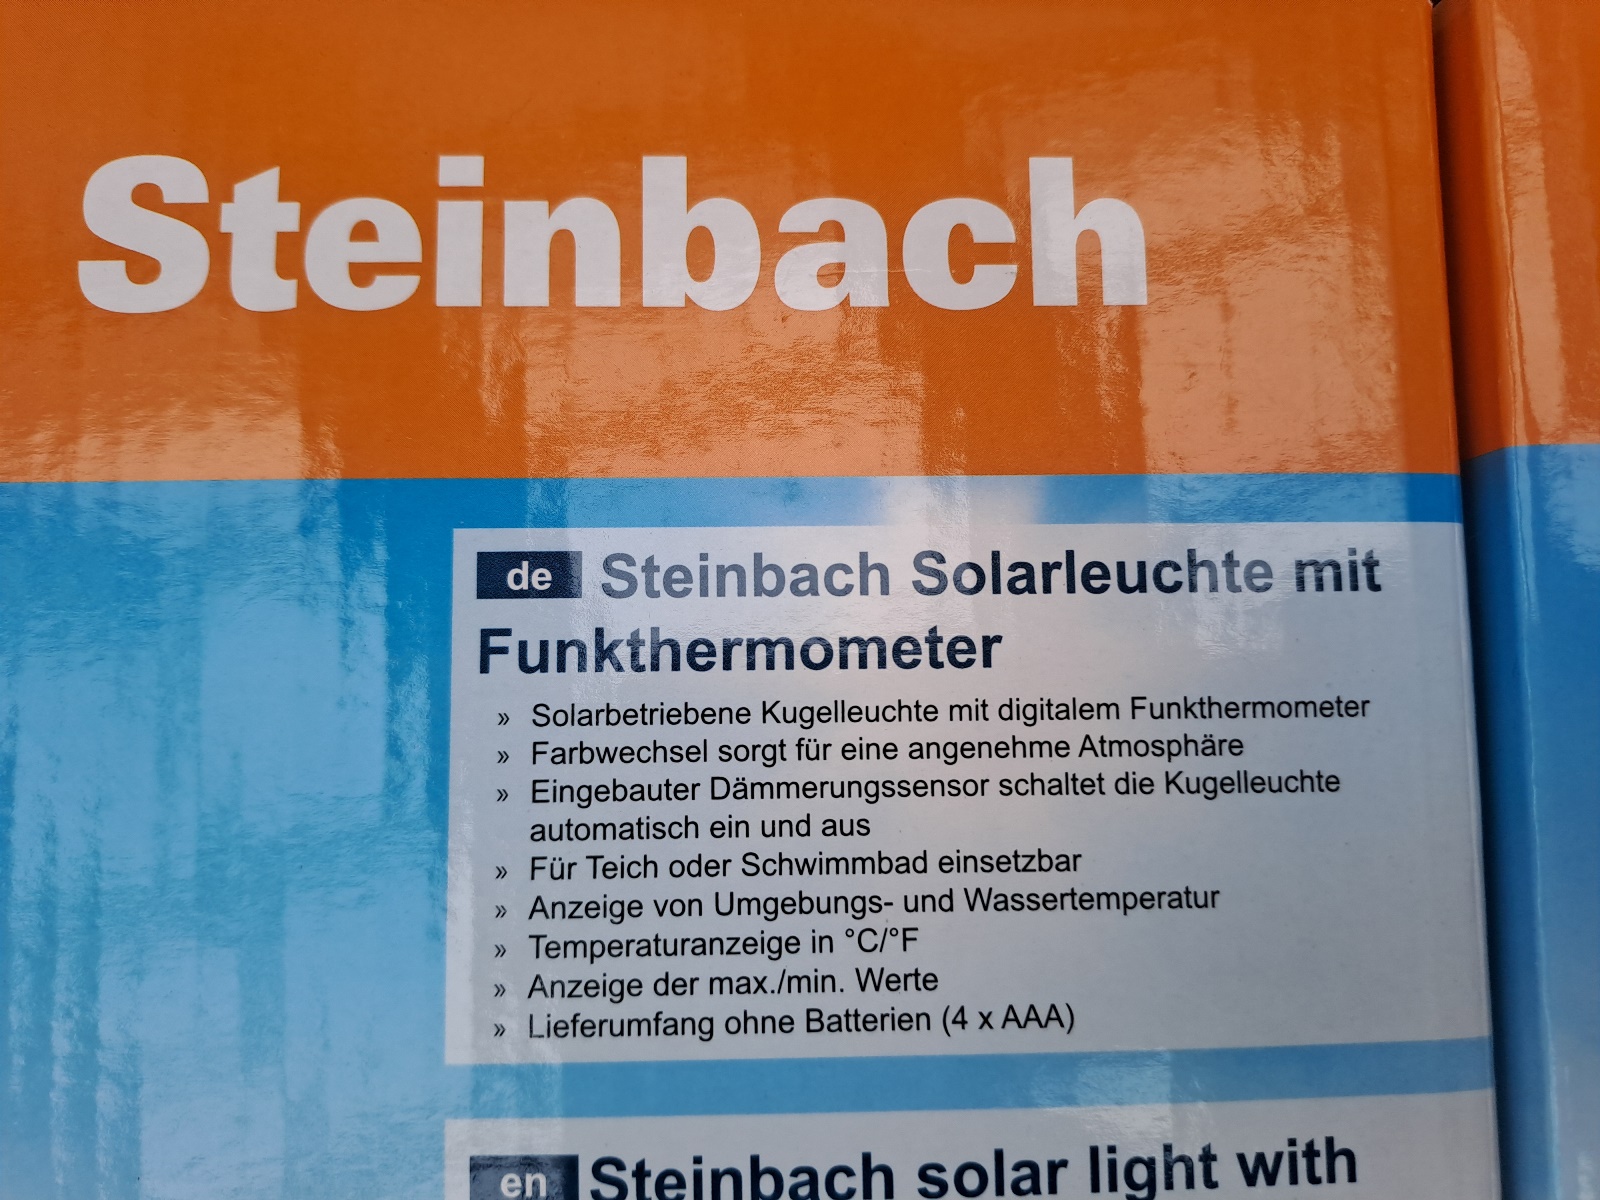 Steinbach
de Steinbach Solarleuchte mit
Funkthermometer
» Solarbetriebene Kugelleuchte mit digitalem Funkthermometer
» Farbwechsel sorgt für eine angenehme Atmosphäre
» Eingebauter Dämmerungssensor schaltet die Kugelleuchte
automatisch ein und aus
» Für Teich oder Schwimmbad einsetzbar
» Anzeige von Umgebungs- und Wassertemperatur
» Temperaturanzeige in °C/°F
» Anzeige der max./min. Werte
» Lieferumfang ohne Batterien (4 x AAA)
en Steinbach solar light with